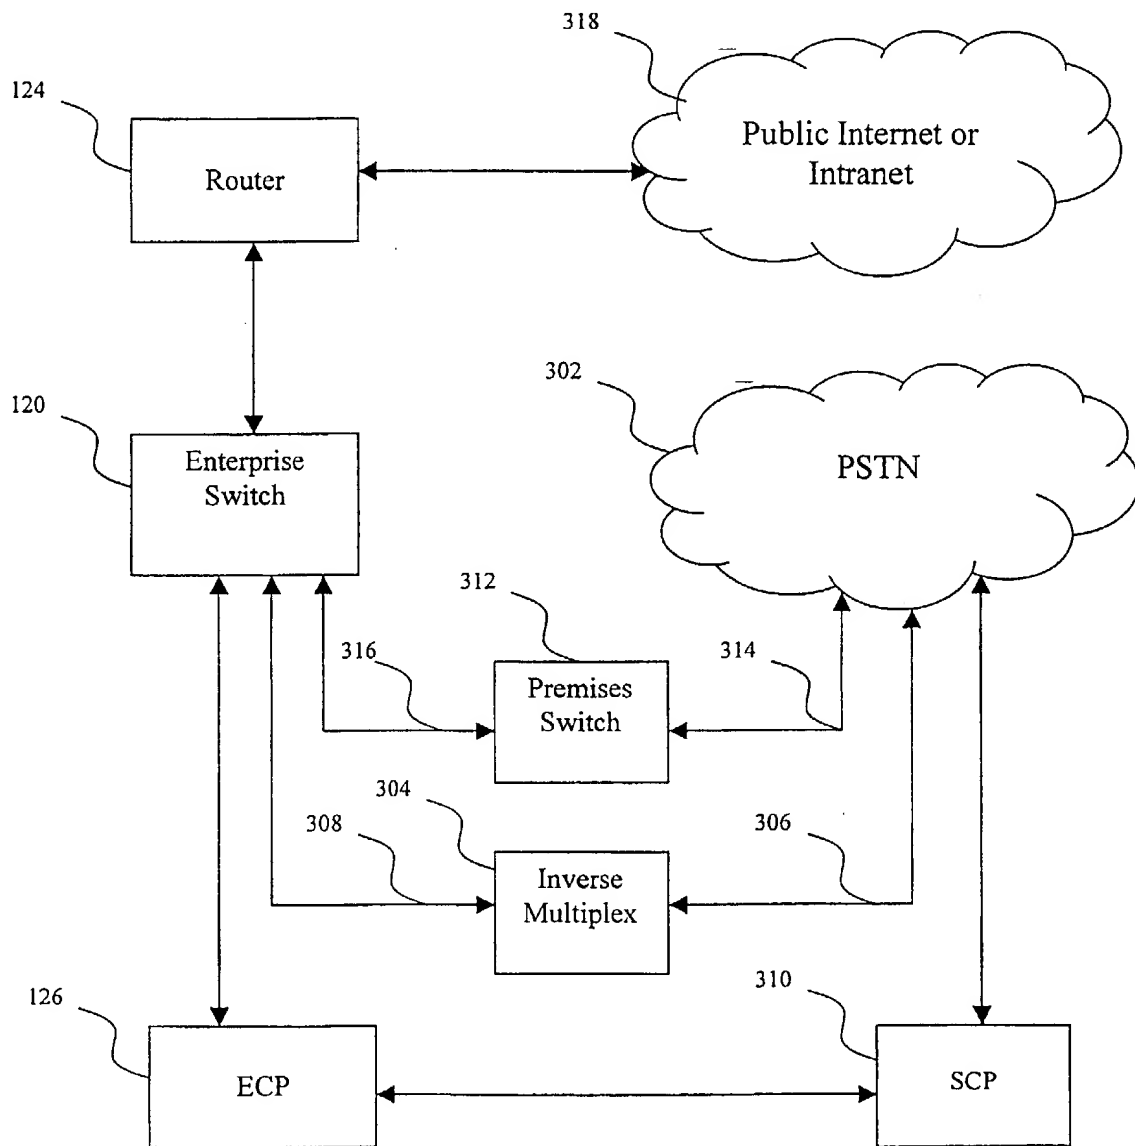 318
124
Public Internet or
Intranet
Router
302
120
Enterprise
Switch
PSTN
312
316
314
Premises
Switch
304
308
306
Inverse
Multiplex
126
310
ECP
SCP